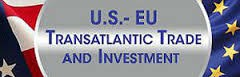 U.S.- EU
TRANSATLANTIC TRADE
AND INVESTMENT